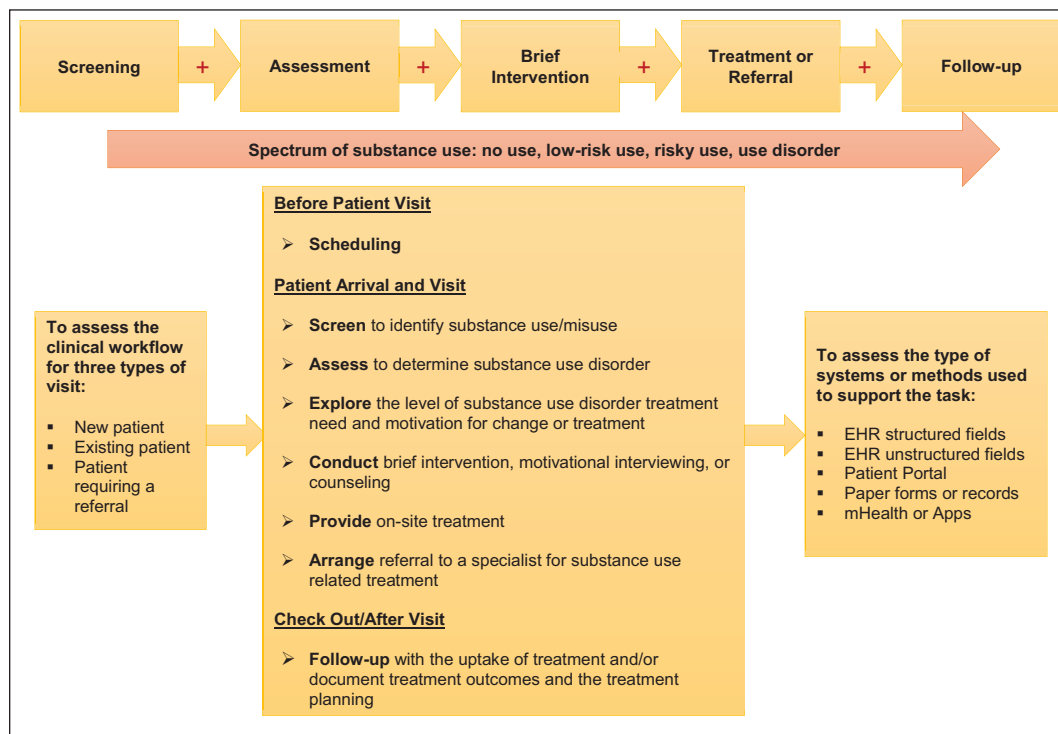 Screening
+
Assessment
+
Brief
Intervention
+
Treatment or
Referral
+
Follow-up
Spectrum of substance use: no use, low-risk use, risky use, use disorder
To assess the
clinical workflow
for three types of
visit:
▪ New patient
▪ Existing patient
▪ Patient
requiring a
referral
Before Patient Visit
➢ Scheduling
Patient Arrival and Visit
➢ Screen to identify substance use/misuse
➢ Assess to determine substance use disorder
➢ Explore the level of substance use disorder treatment
need and motivation for change or treatment
➢ Conduct brief intervention, motivational interviewing, or
counseling
➢ Provide on-site treatment
➢ Arrange referral to a specialist for substance use
related treatment
Check Out/After Visit
➢ Follow-up with the uptake of treatment and/or
document treatment outcomes and the treatment
planning
To assess the type of
systems or methods used
to support the task:
▪ EHR structured fields
▪ EHR unstructured fields
▪ Patient Portal
▪ Paper forms or records
▪ mHealth or Apps